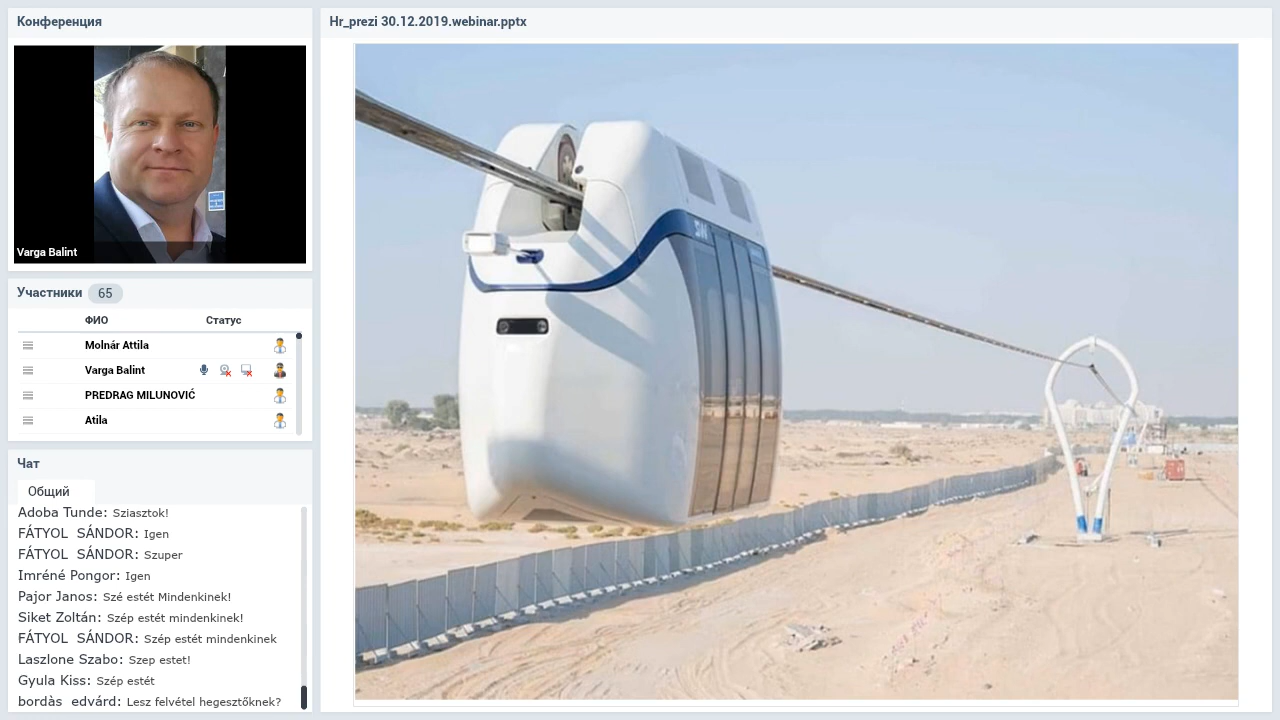 Конференция
Varga Balint
Участники 65
ФИО Статус
Molnár Attila
Varga Balint
PREDRAG MILUNOVIĆ
Atila
Чат
Общий
Adoba Tunde: Sziasztok!
FÁTYOL SÁNDOR: Igen
FÁTYOL SÁNDOR: Szuper
Imréné Pongor: Igen
Pajor Janos: Szé estét Mindenkinek!
Siket Zoltán: Szép estét mindenkinek!
FÁTYOL SÁNDOR: Szép estét mindenkinek
Laszlone Szabo: Szep estet!
Gyula Kiss: Szép estét
bordàs edvárd: Lesz felvétel hegesztőknek?
Hr_prezi 30.12.2019.webinar.pptx